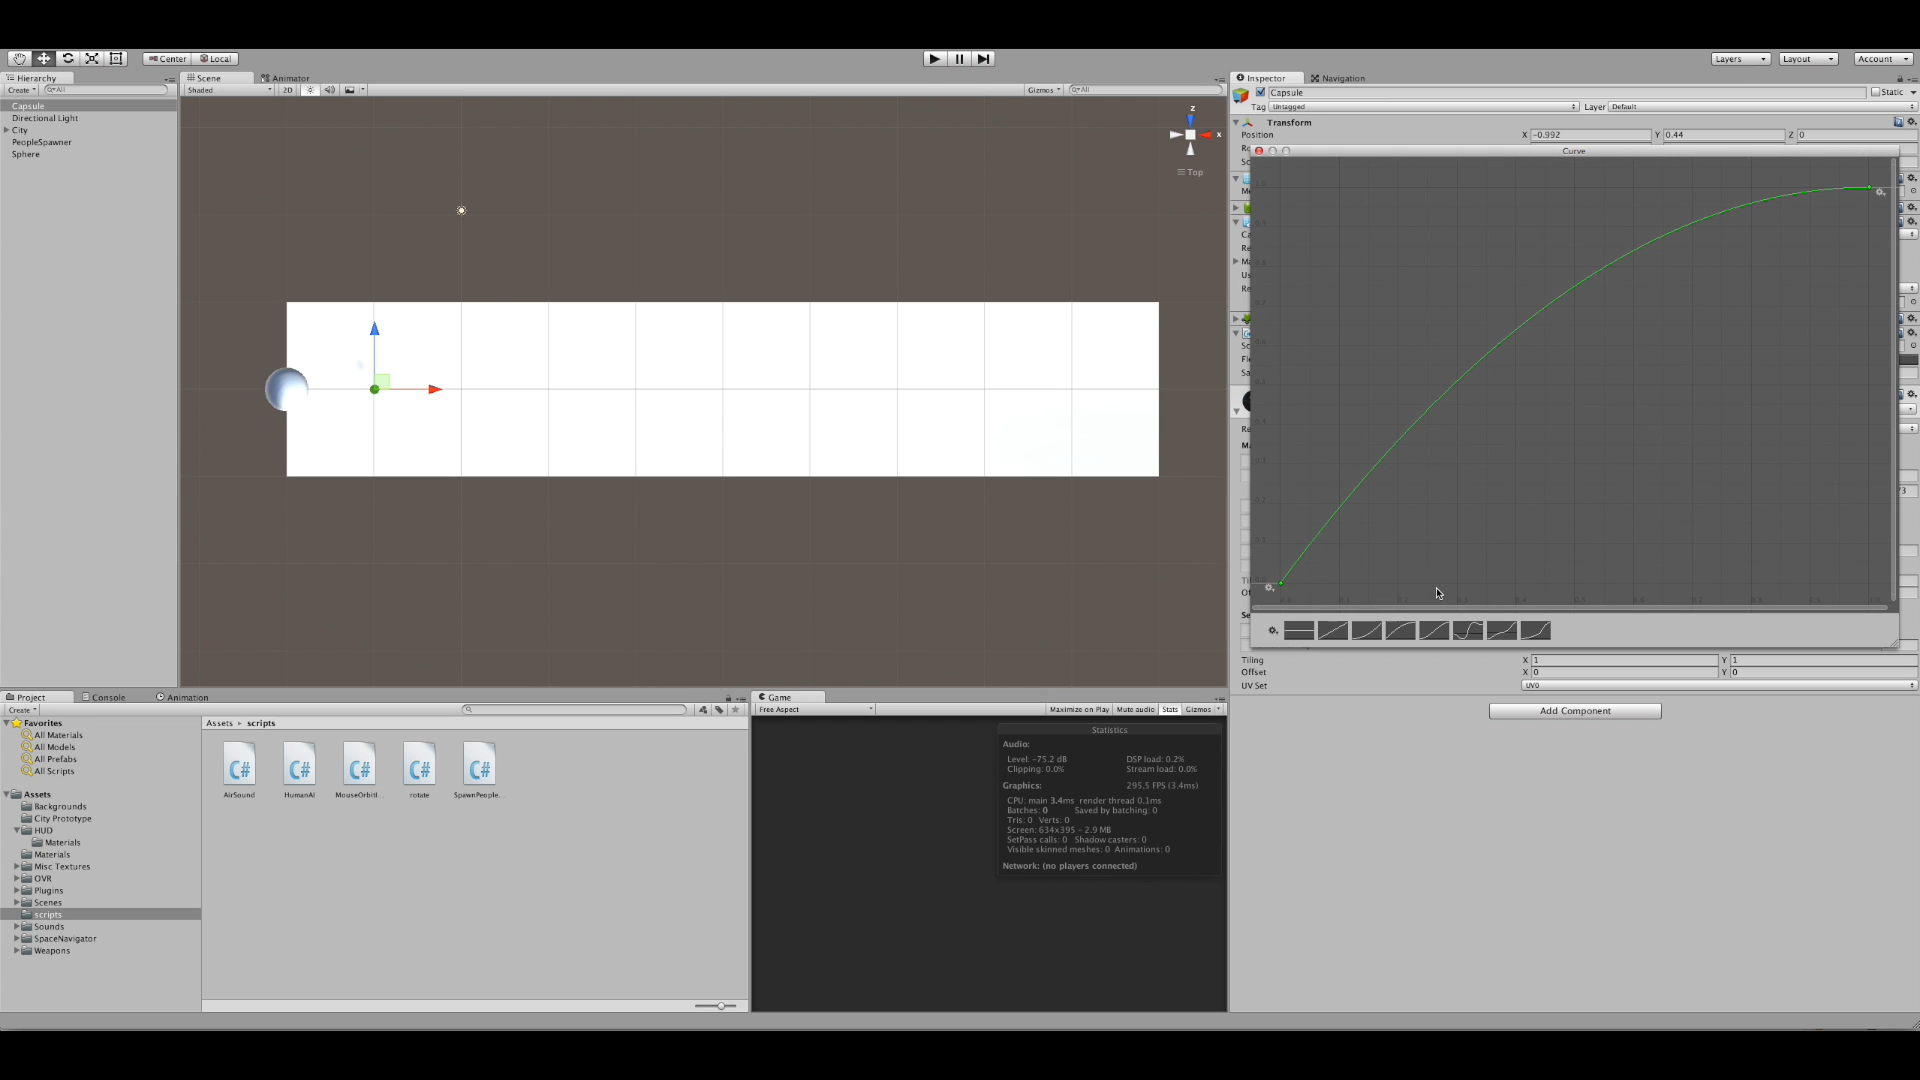 Center Local
Layers Layout Account
Hierarchy
Create All
Capsule
Directional Light
City
PeopleSpawner
Sphere
Scene Animator
Shaded 2D Gizmos All
z
x
Top
Inspector Navigation
Capsule Static
Tag Untagged Layer Default
Transform
Position X -0.992 Y 0.44 Z 0
Curve
Tiling X 1 Y 1
Offset X 0 Y 0
UV Set UV0
Add Component
Project Console Animation
Create
Favorites
All Materials
All Models
All Prefabs
All Scripts
Assets
Backgrounds
City Prototype
HUD
Materials
Materials
Misc Textures
OVR
Plugins
Scenes
scripts
Sounds
SpaceNavigator
Weapons
Assets scripts
C# C# C# C# C#
AirSound HumanAI MouseOrbitI... rotate SpawnPeople...
Game
Free Aspect Maximize on Play Mute audio Stats Gizmos
Statistics
Audio:
Level: -75.2 dB DSP load: 0.2%
Clipping: 0.0% Stream load: 0.0%
Graphics: 295.5 FPS (3.4ms)
CPU: main 3.4ms render thread 0.1ms
Batches: 0 Saved by batching: 0
Tris: 0 Verts: 0
Screen: 634x395 - 2.9 MB
SetPass calls: 0 Shadow casters: 0
Visible skinned meshes: 0 Animations: 0
Network: (no players connected)